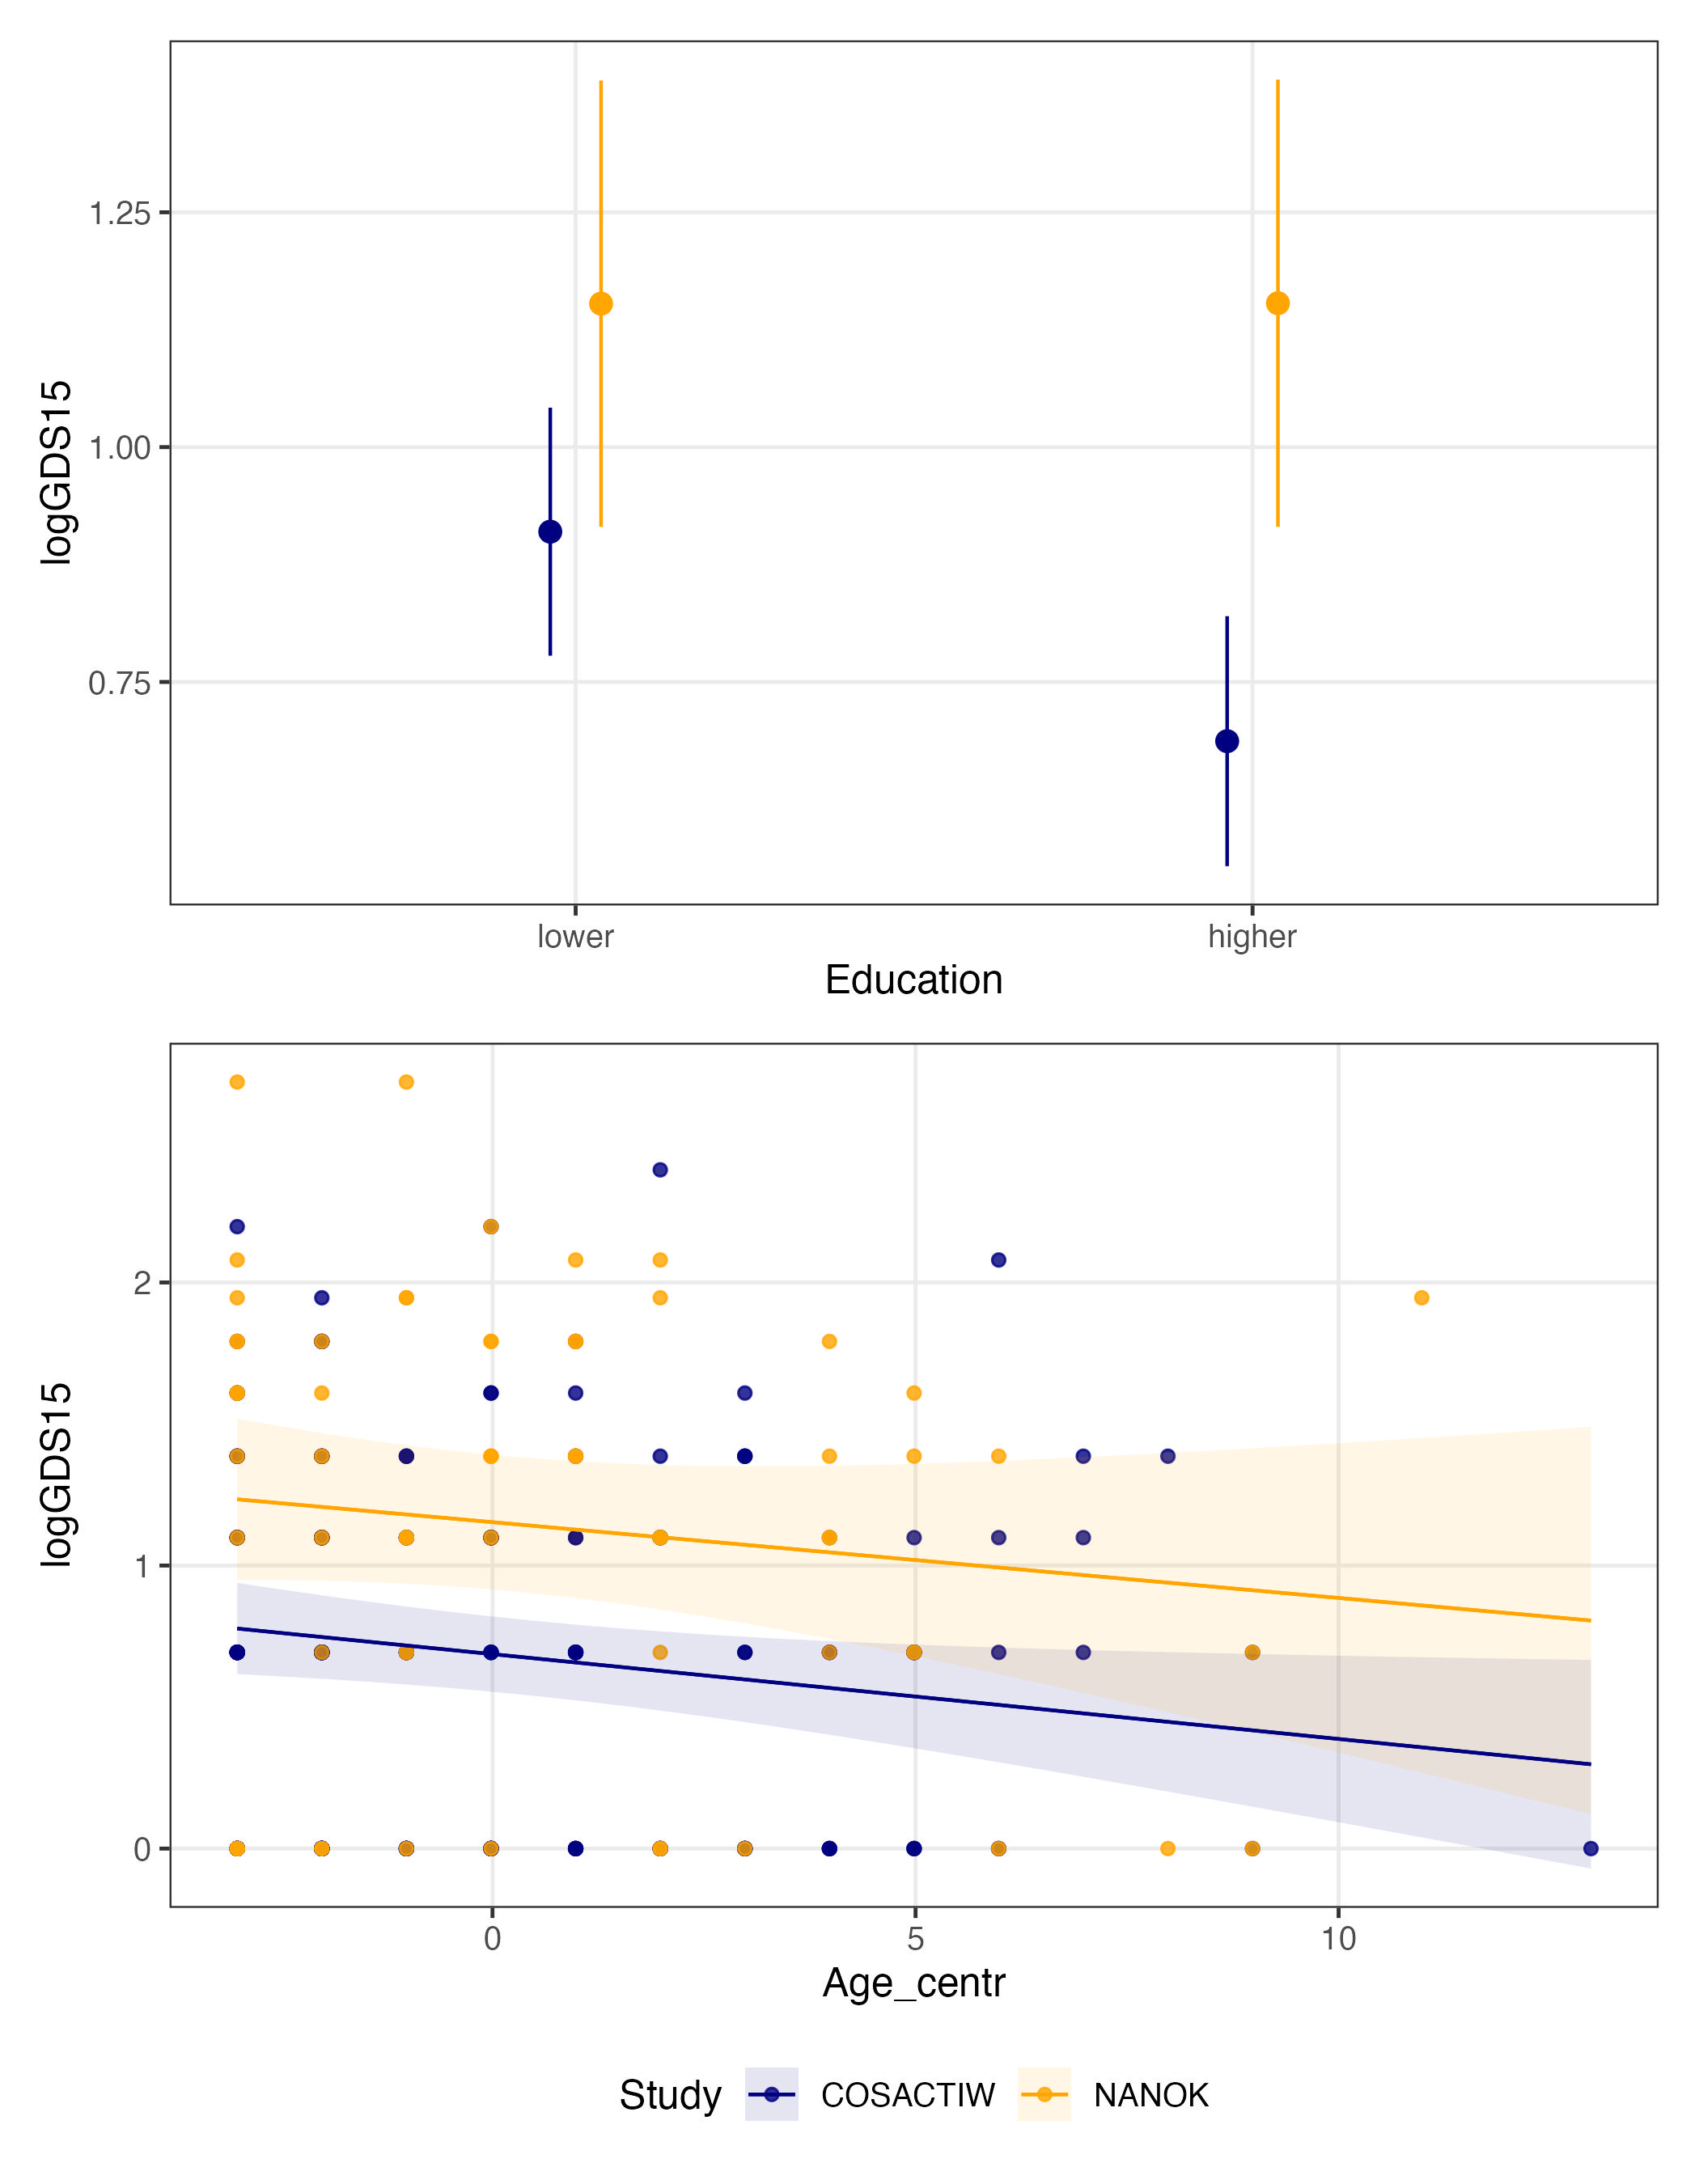 1.25
1.00
0.75
logGDS15
lower higher
Education
2
1
0
logGDS15
0 5 10
Age_centr
Study COSACTIW NANOK